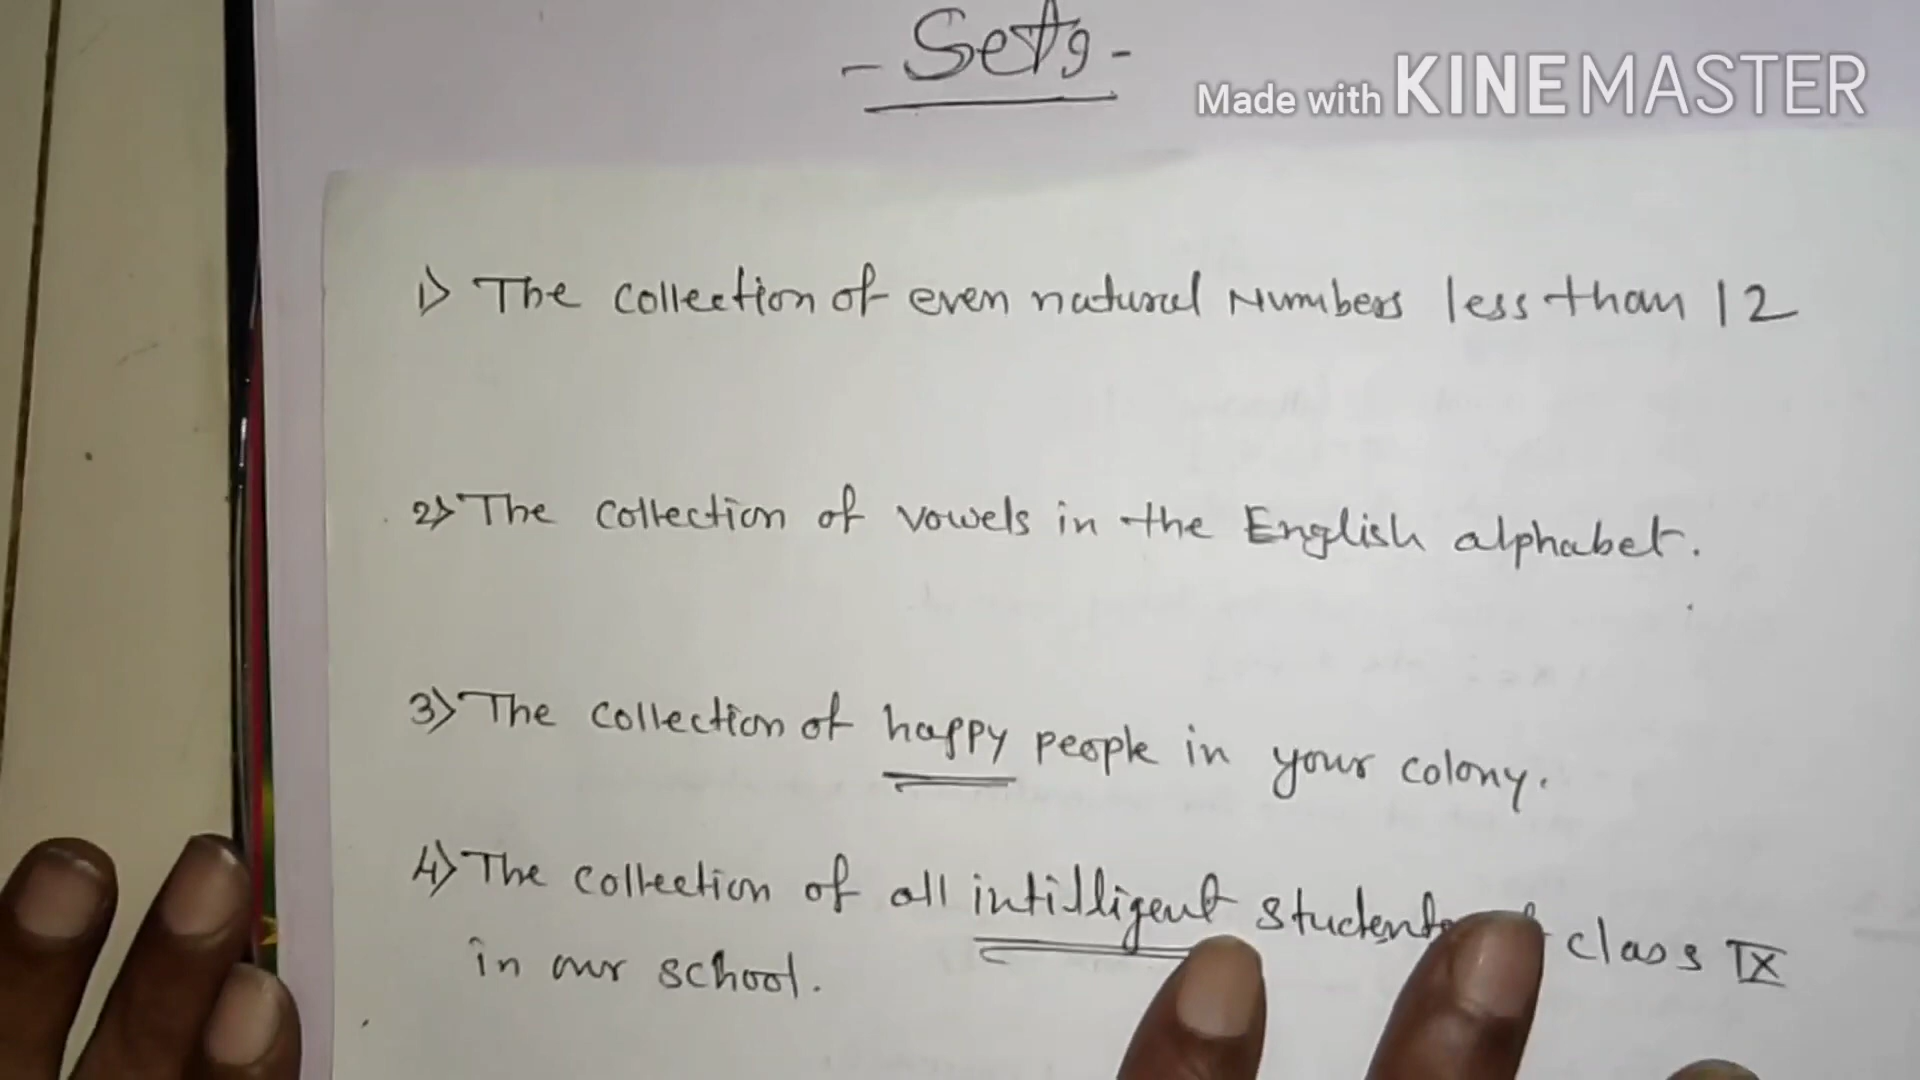 - Sets -
Made with KINEMASTER
1) The collection of even natural Numbers less than 12
2) The collection of vowels in the English alphabet.
3) The collection of happy people in your colony.
4) The collection of all intilligent students class IX
in our school.